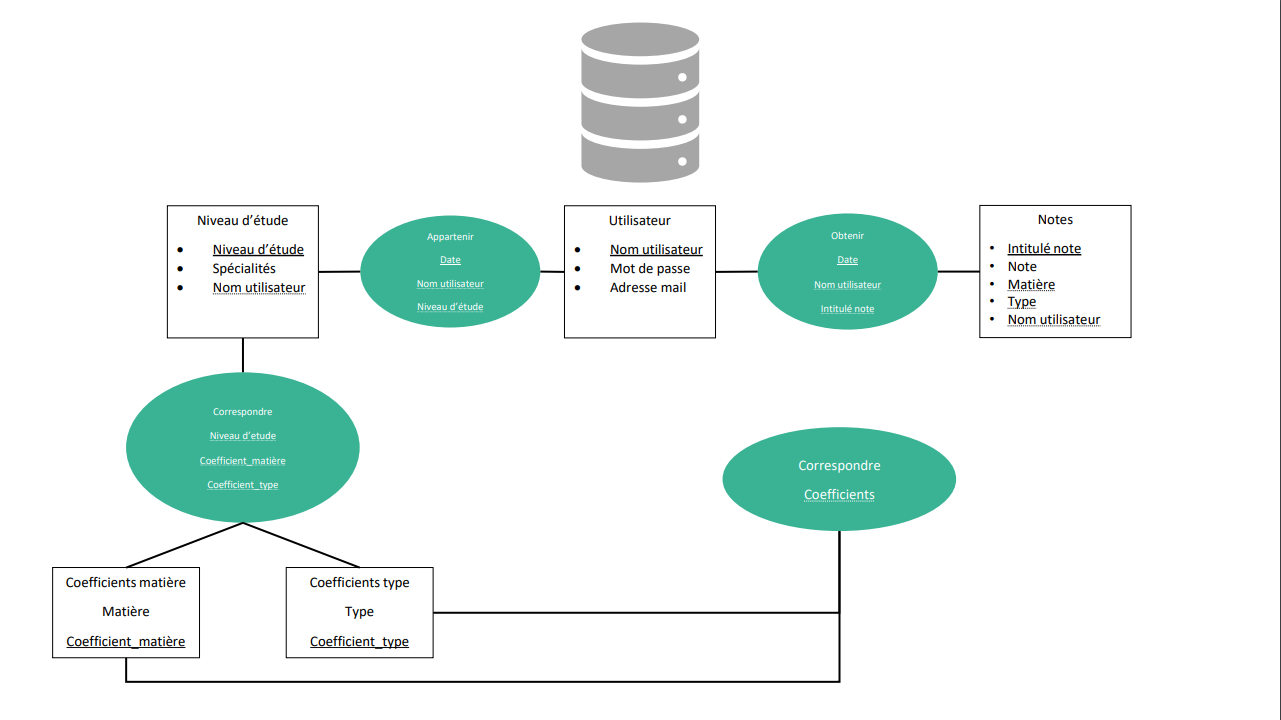 Niveau d’étude
Niveau d’étude
Spécialités
Nom utilisateur
Appartenir
Date
Nom utilisateur
Niveau d’étude
Utilisateur
Nom utilisateur
Mot de passe
Adresse mail
Obtenir
Date
Nom utilisateur
Intitulé note
Notes
Intitulé note
Note
Matière
Type
Nom utilisateur
Correspondre
Niveau d’etude
Coefficient_matière
Coefficient_type
Correspondre
Coefficients
Coefficients matière
Matière
Coefficient_matière
Coefficients type
Type
Coefficient_type